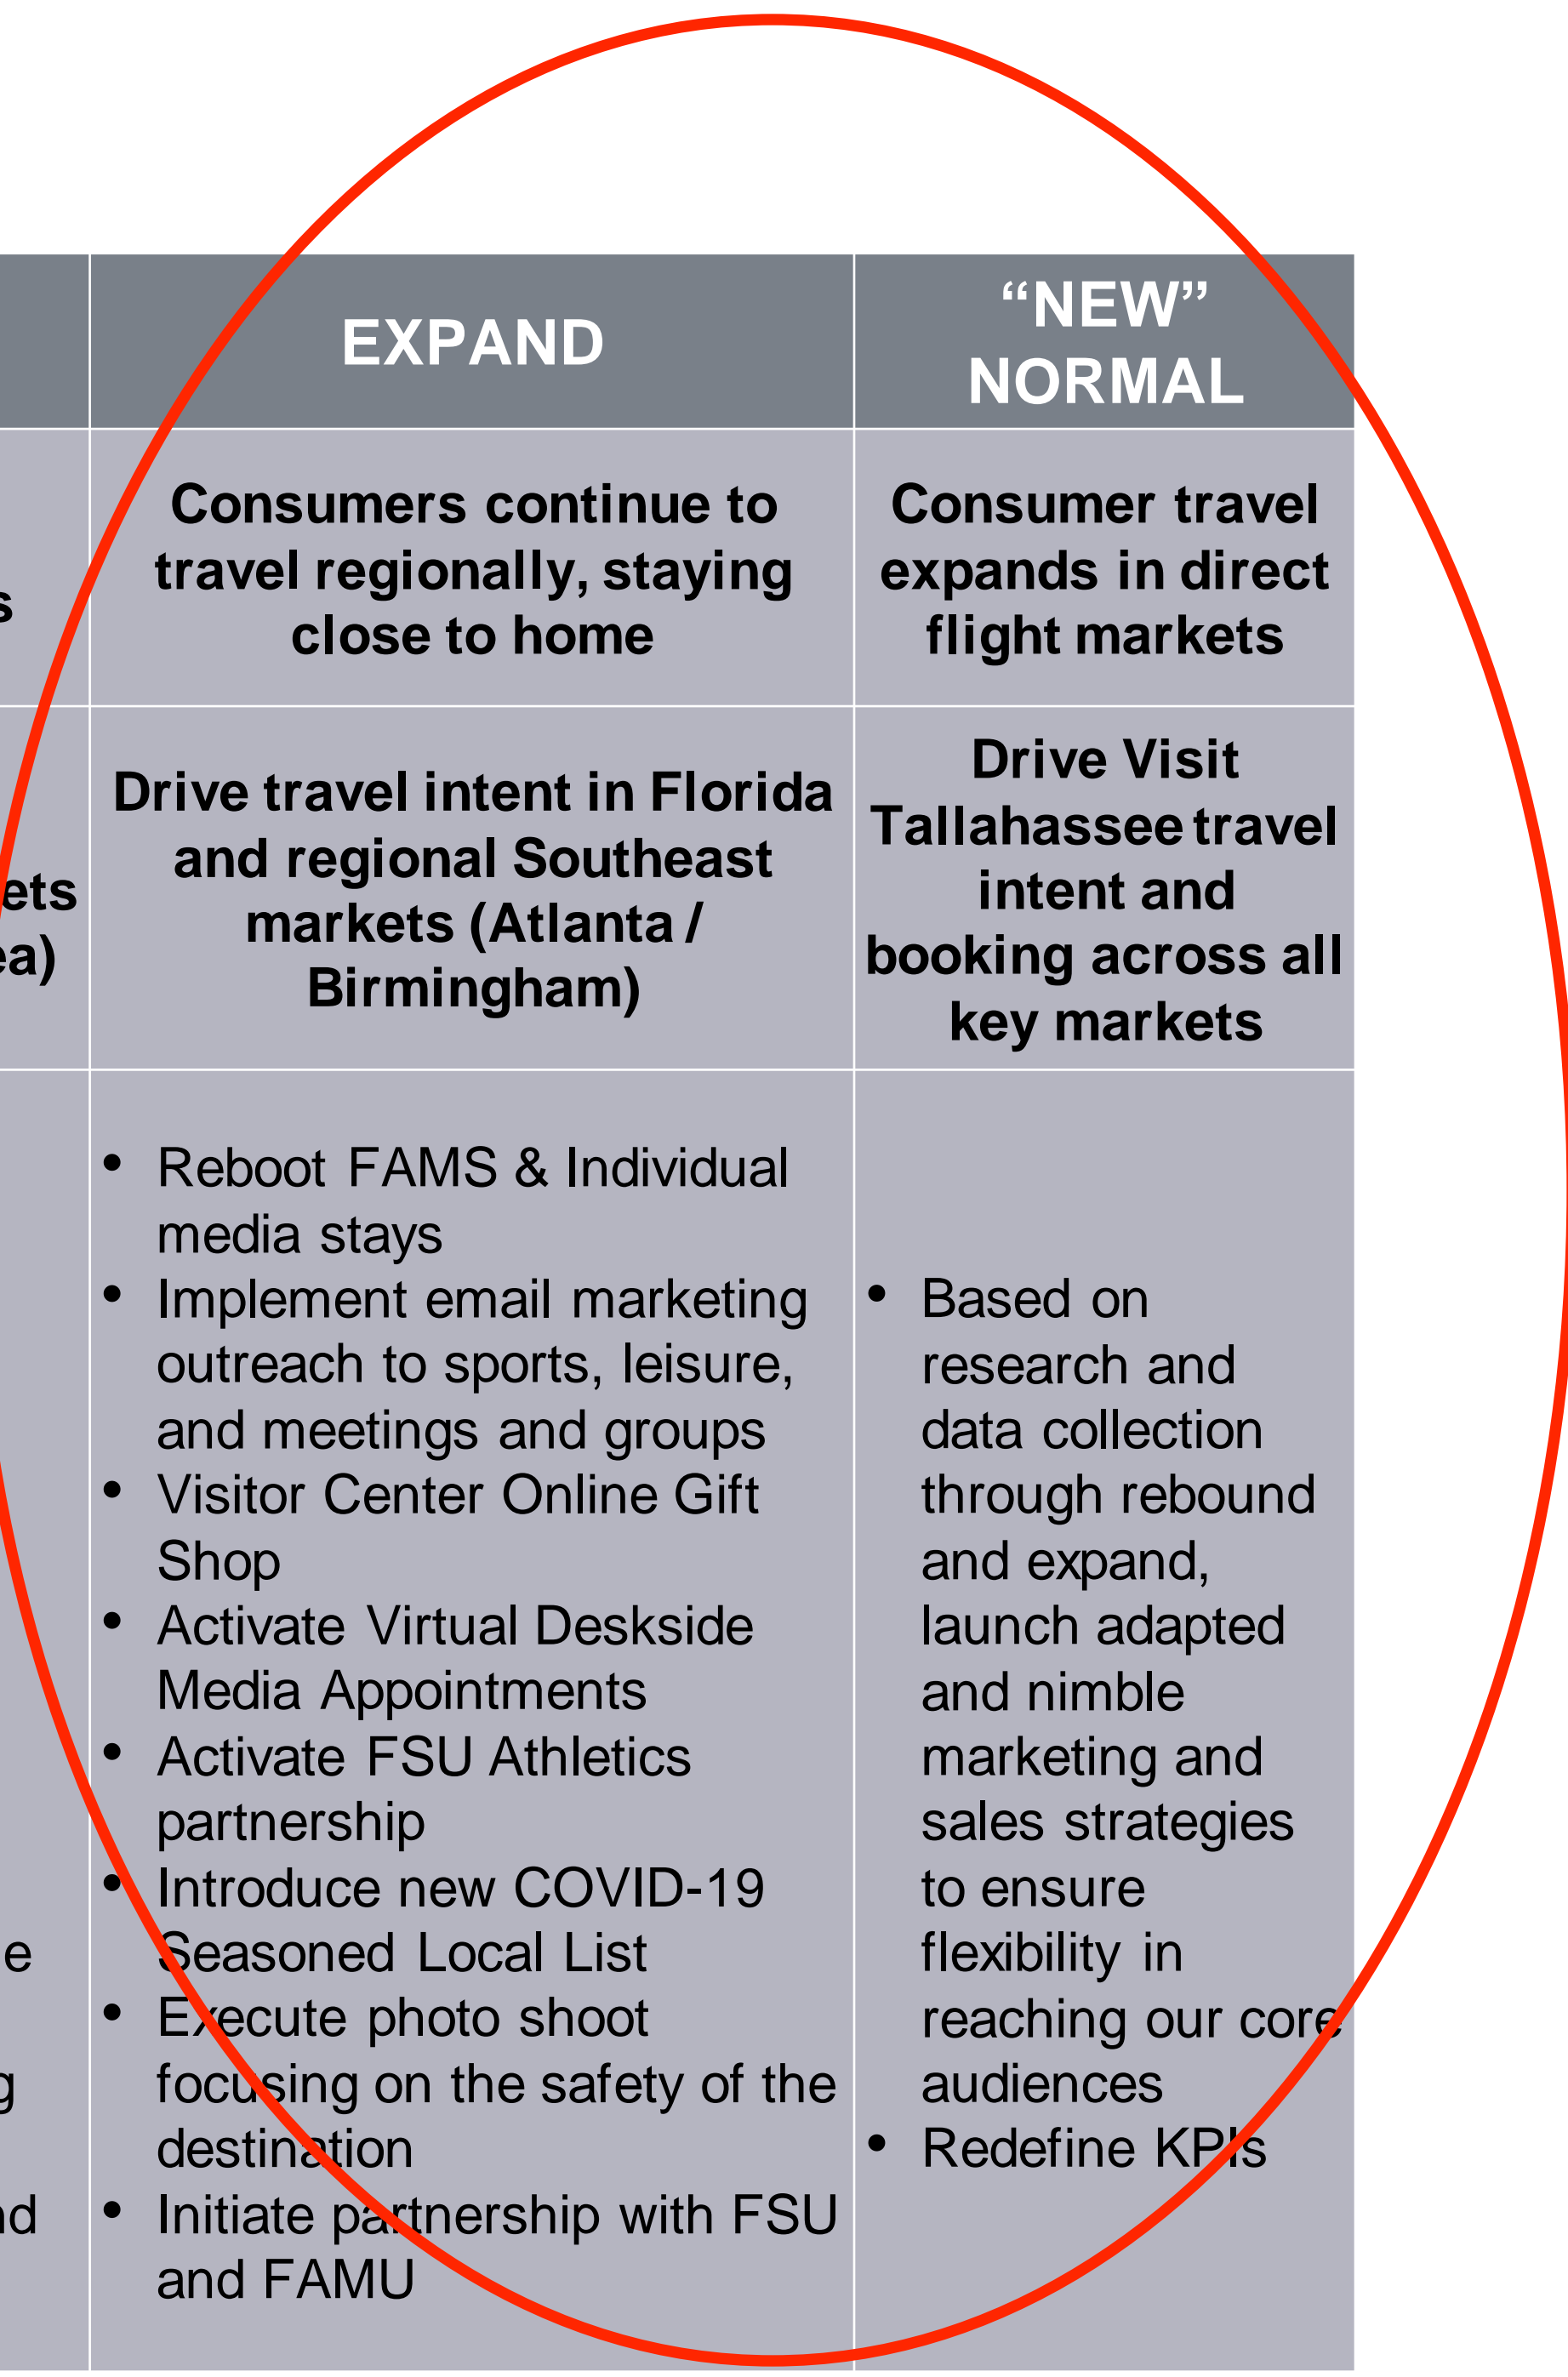 EXPAND
“NEW”
NORMAL
Consumers continue to
travel regionally, staying
close to home
Consumer travel
expands in direct
flight markets
s
Drive travel intent in Florida
and regional Southeast
markets (Atlanta /
Birmingham)
Drive Visit
Tallahassee travel
intent and
booking across all
key markets
ets
ea)
• Reboot FAMS & Individual
media stays
• Implement email marketing
outreach to sports, leisure,
and meetings and groups
• Visitor Center Online Gift
Shop
• Activate Virtual Deskside
Media Appointments
• Activate FSU Athletics
partnership
• Introduce new COVID-19
Seasoned Local List
• Execute photo shoot
focusing on the safety of the
destination
• Initiate partnership with FSU
and FAMU
• Based on
research and
data collection
through rebound
and expand,
launch adapted
and nimble
marketing and
sales strategies
to ensure
flexibility in
reaching our core
audiences
• Redefine KPIs
e
g
nd